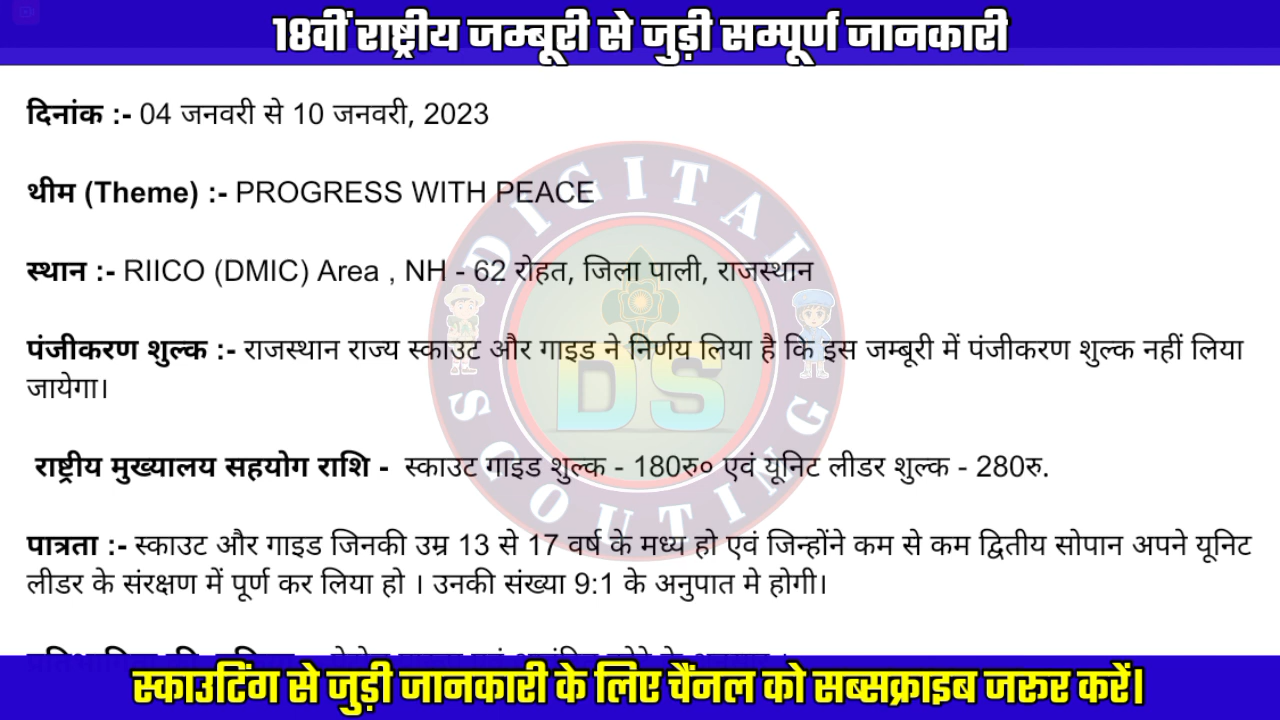 18वीं राष्ट्रीय जम्बूरी से जुड़ी सम्पूर्ण जानकारी
दिनांक :- 04 जनवरी से 10 जनवरी, 2023
थीम (Theme) :- PROGRESS WITH PEACE
स्थान :- RIICO (DMIC) Area , NH - 62 रोहत, जिला पाली, राजस्थान
पंजीकरण शुल्क :- राजस्थान राज्य स्काउट और गाइड ने निर्णय लिया है कि इस जम्बूरी में पंजीकरण शुल्क नहीं लिया
जायेगा।
राष्ट्रीय मुख्यालय सहयोग राशि - स्काउट गाइड शुल्क - 180रु० एवं यूनिट लीडर शुल्क - 280रु.
पात्रता :- स्काउट और गाइड जिनकी उम्र 13 से 17 वर्ष के मध्य हो एवं जिन्होंने कम से कम द्वितीय सोपान अपने यूनिट
लीडर के संरक्षण में पूर्ण कर लिया हो । उनकी संख्या 9:1 के अनुपात मे होगी।
DIGITAL
DS
SCOUTING
स्काउटिंग से जुड़ी जानकारी के लिए चैंनल को सब्सक्राइब जरूर करें।